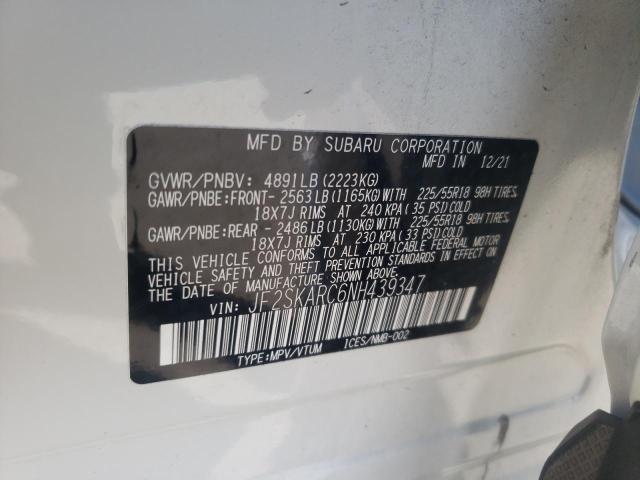 MFD BY SUBARU CORPORATION
MFD IN 12/21
GVWR/PNBV: 4891LB (2223KG)
GAWR/PNBE:FRONT- 2563LB (1165KG)WITH 225/55R18 98H TIRES,
18X7J RIMS AT 240 KPA (35 PSI) COLD
GAWR/PNBE:REAR - 2486LB (1130KG)WITH 225/55R18 98H TIRES,
18X7J RIMS AT 230 KPA (33 PSI) COLD
THIS VEHICLE CONFORMS TO ALL APPLICABLE FEDERAL MOTOR
VEHICLE SAFETY AND BUMPER STANDARDS IN EFFECT ON
THE DATE OF MANUFACTURE SHOWN ABOVE.
VIN: JF2SKARC6NH439347
TYPE:MPV/VTUM ICES/NMB-002